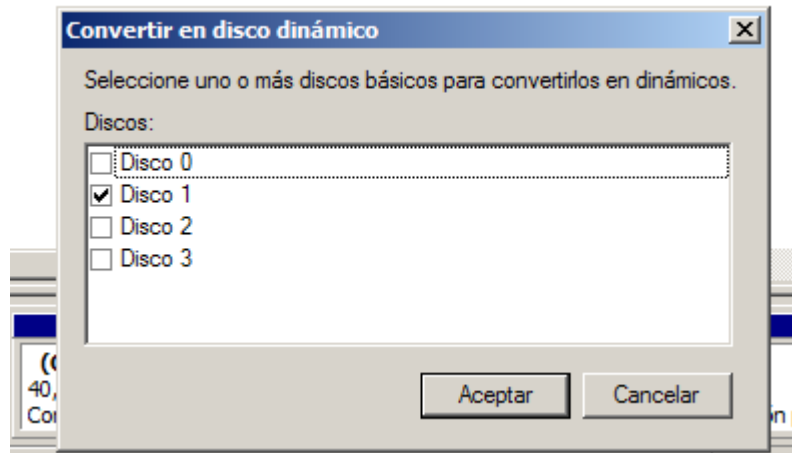 Convertir en disco dinámico
Seleccione uno o más discos básicos para convertirlos en dinámicos.
Discos:
Disco 0
Disco 1
Disco 2
Disco 3
Aceptar
Cancelar
40,